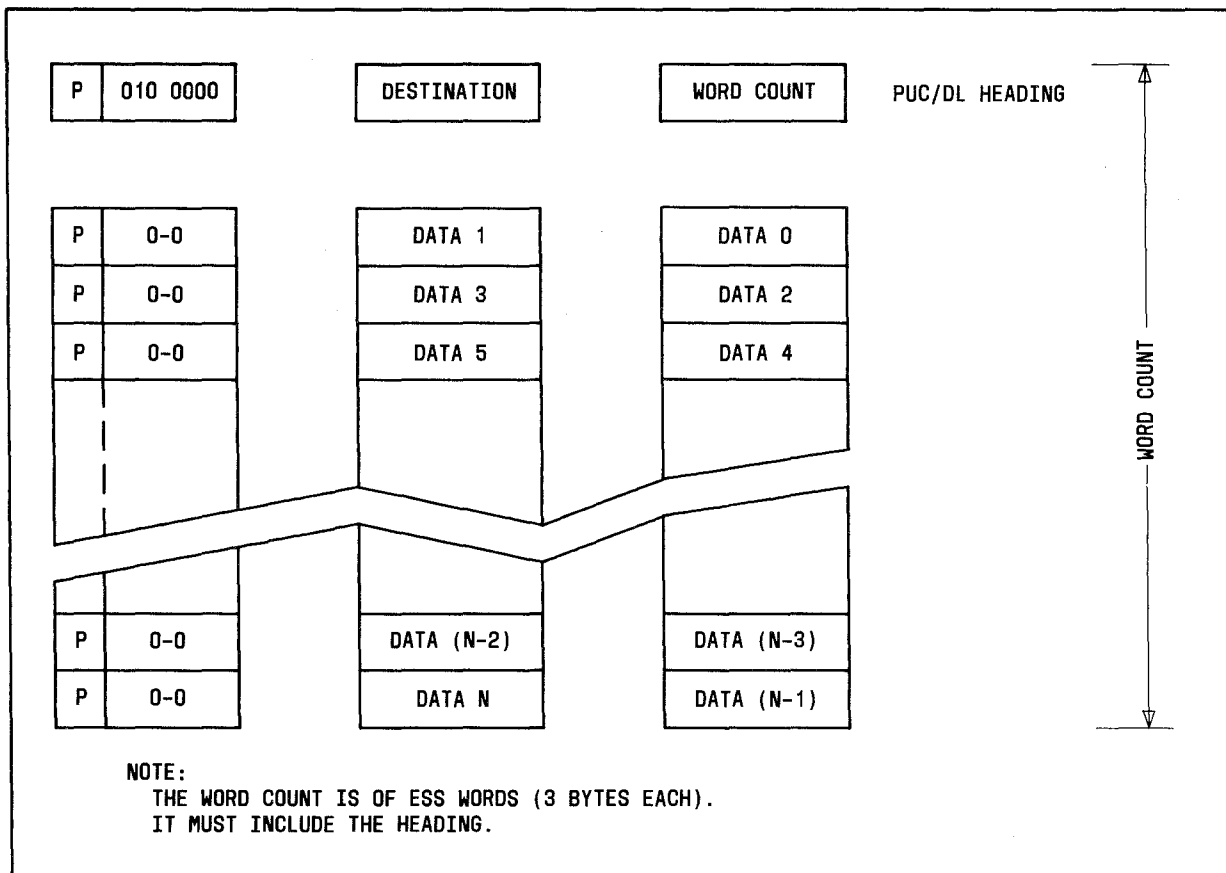 P 010 0000 DESTINATION WORD COUNT PUC/DL HEADING
P 0-0 DATA 1 DATA 0
P 0-0 DATA 3 DATA 2
P 0-0 DATA 5 DATA 4
WORD COUNT
P 0-0 DATA (N-2) DATA (N-3)
P 0-0 DATA N DATA (N-1)
NOTE:
THE WORD COUNT IS OF ESS WORDS (3 BYTES EACH).
IT MUST INCLUDE THE HEADING.